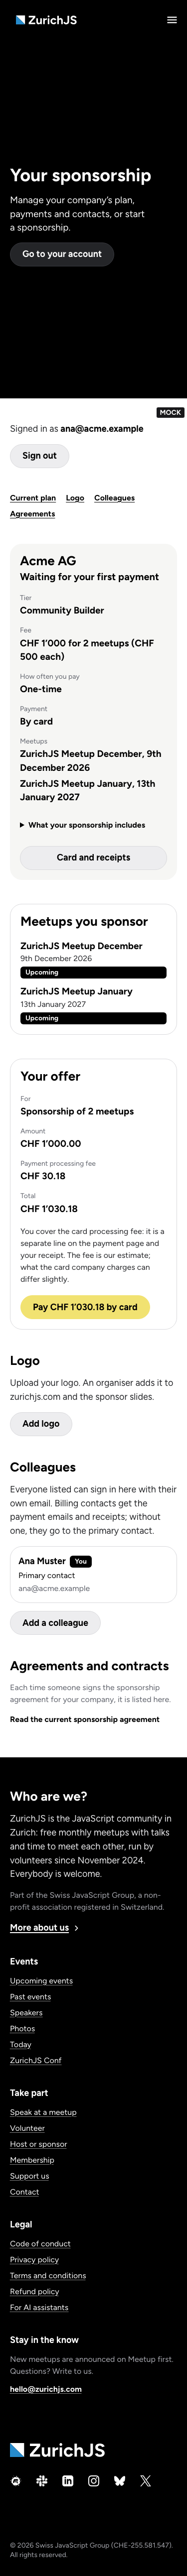 ZurichJS
Your sponsorship
Manage your company's plan,
payments and contacts, or start
a sponsorship.
Go to your account
MOCK
Signed in as ana@acme.example
Sign out
Current plan Logo Colleagues
Agreements
Acme AG
Waiting for your first payment
Tier
Community Builder
Fee
CHF 1'000 for 2 meetups (CHF
500 each)
How often you pay
One-time
Payment
By card
Meetups
ZurichJS Meetup December, 9th
December 2026
ZurichJS Meetup January, 13th
January 2027
What your sponsorship includes
Card and receipts
Meetups you sponsor
ZurichJS Meetup December
9th December 2026
Upcoming
ZurichJS Meetup January
13th January 2027
Upcoming
Your offer
For
Sponsorship of 2 meetups
Amount
CHF 1'000.00
Payment processing fee
CHF 30.18
Total
CHF 1'030.18
You cover the card processing fee: it is a
separate line on the payment page and
your receipt. The fee is our estimate;
what the card company charges can
differ slightly.
Pay CHF 1'030.18 by card
Logo
Upload your logo. An organiser adds it to
zurichjs.com and the sponsor slides.
Add logo
Colleagues
Everyone listed can sign in here with their
own email. Billing contacts get the
payment emails and receipts; without
one, they go to the primary contact.
Ana Muster You
Primary contact
ana@acme.example
Add a colleague
Agreements and contracts
Each time someone signs the sponsorship
agreement for your company, it is listed here.
Read the current sponsorship agreement
Who are we?
ZurichJS is the JavaScript community in
Zurich: free monthly meetups with talks
and time to meet each other, run by
volunteers since November 2024.
Everybody is welcome.
Part of the Swiss JavaScript Group, a non-
profit association registered in Switzerland.
More about us
Events
Upcoming events
Past events
Speakers
Photos
Today
ZurichJS Conf
Take part
Speak at a meetup
Volunteer
Host or sponsor
Membership
Support us
Contact
Legal
Code of conduct
Privacy policy
Terms and conditions
Refund policy
For AI assistants
Stay in the know
New meetups are announced on Meetup first.
Questions? Write to us.
hello@zurichjs.com
ZurichJS
© 2026 Swiss JavaScript Group (CHE-255.581.547).
All rights reserved.